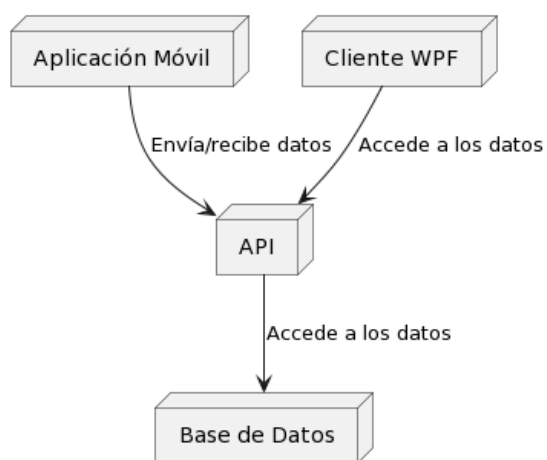 Aplicación Móvil
Cliente WPF
Envía/recibe datos
Accede a los datos
API
Accede a los datos
Base de Datos